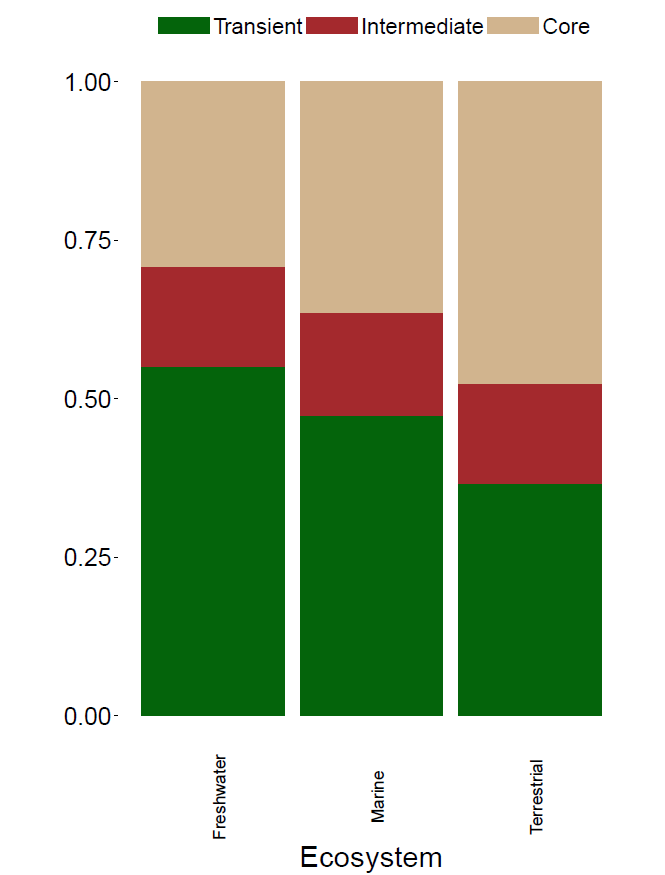 Transient Intermediate Core
1.00
0.75
0.50
0.25
0.00
Freshwater
Marine
Terrestrial
Ecosystem